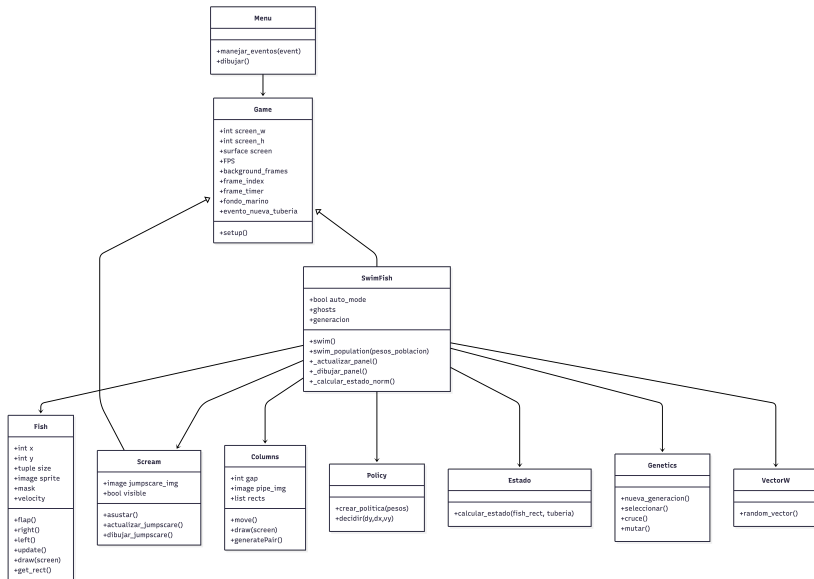 Menu
+manejar_eventos(event)
+dibujar()
Game
+int screen_w
+int screen_h
+surface screen
+FPS
+background_frames
+frame_index
+frame_timer
+fondo_marino
+evento_nueva_tuberia
+setup()
SwimFish
+bool auto_mode
+ghosts
+generacion
+swim()
+swim_population(pesos_poblacion)
+_actualizar_panel()
+_dibujar_panel()
+_calcular_estado_norm()
Fish
+int x
+int y
+tuple size
+image sprite
+mask
+velocity
+flap()
+right()
+left()
+update()
+draw(screen)
+get_rect()
Scream
+image jumpscare_img
+bool visible
+asustar()
+actualizar_jumpscare()
+dibujar_jumpscare()
Columns
+int gap
+image pipe_img
+list rects
+move()
+draw(screen)
+generatePair()
Policy
+crear_politica(pesos)
+decidir(dy,dx,vy)
Estado
+calcular_estado(fish_rect, tuberia)
Genetics
+nueva_generacion()
+seleccionar()
+cruce()
+mutar()
VectorW
+random_vector()